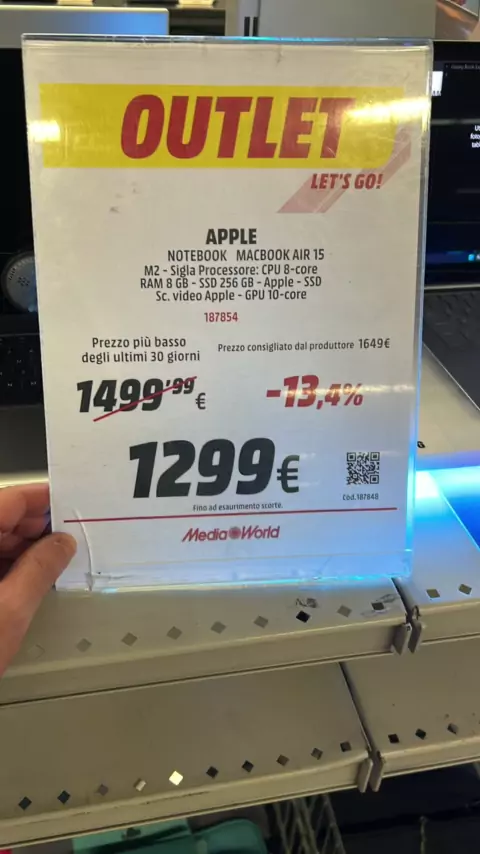 OUTLET
LET'S GO!
APPLE
NOTEBOOK MACBOOK AIR 15
M2 - Sigla Processore: CPU 8-core
RAM 8 GB - SSD 256 GB - Apple - SSD
Sc. video Apple - GPU 10-core
187854
Prezzo più basso
degli ultimi 30 giorni
Prezzo consigliato dal produttore 1649€
1499,99 €
-13,4%
1299€
Cod.187848
Fino ad esaurimento scorte.
MediaWorld